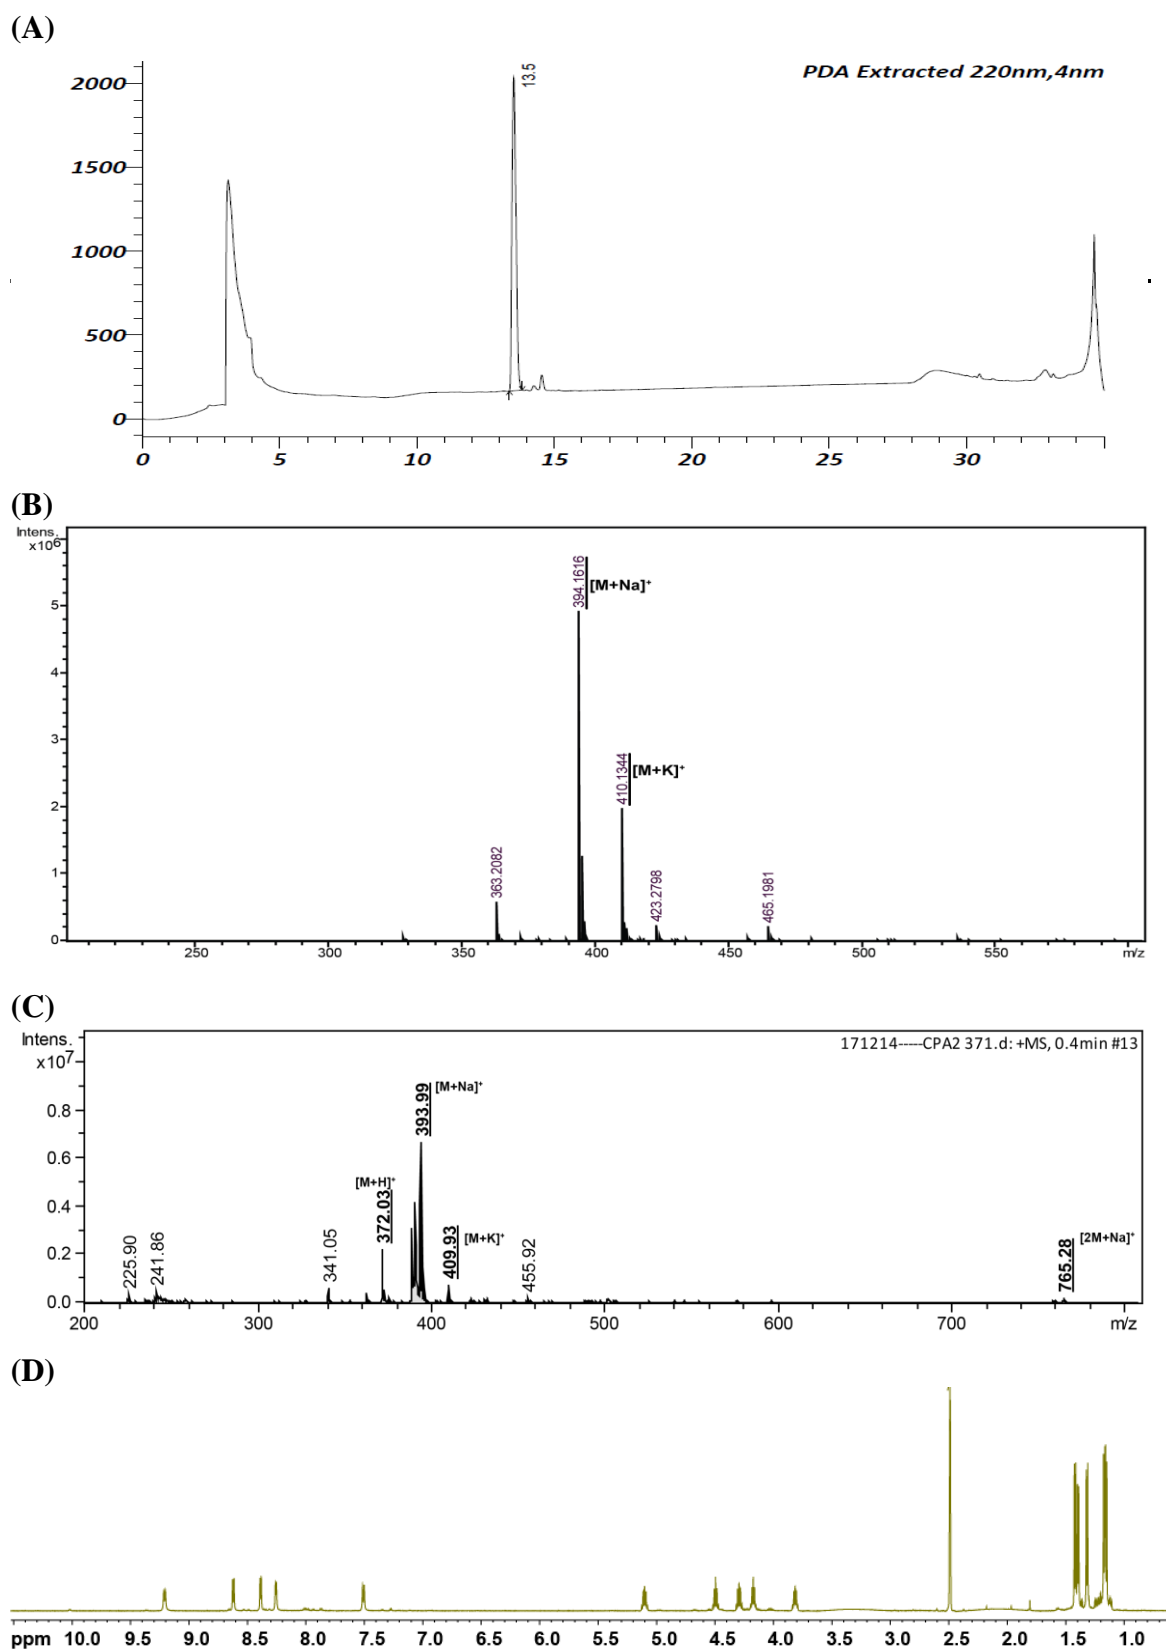 (A)
PDA Extracted 220nm,4nm
13.5
2000
1500
1000
500
0
0 5 10 15 20 25 30
(B)
Intens.
x10⁶
394.1616
[M+Na]⁺
5
4
3
410.1344
[M+K]⁺
2
363.2082
423.2798
465.1981
1
0
250 300 350 400 450 500 550 m/z
(C)
Intens.
x10⁷
171214----CPA2 371.d: +MS, 0.4min #13
393.99
[M+Na]⁺
0.8
0.6
[M+H]⁺
372.03
0.4
409.93
[M+K]⁺
765.28
[2M+Na]⁺
225.90
241.86
341.05
455.92
0.2
0.0
200 300 400 500 600 700 m/z
(D)
ppm 10.0 9.5 9.0 8.5 8.0 7.5 7.0 6.5 6.0 5.5 5.0 4.5 4.0 3.5 3.0 2.5 2.0 1.5 1.0